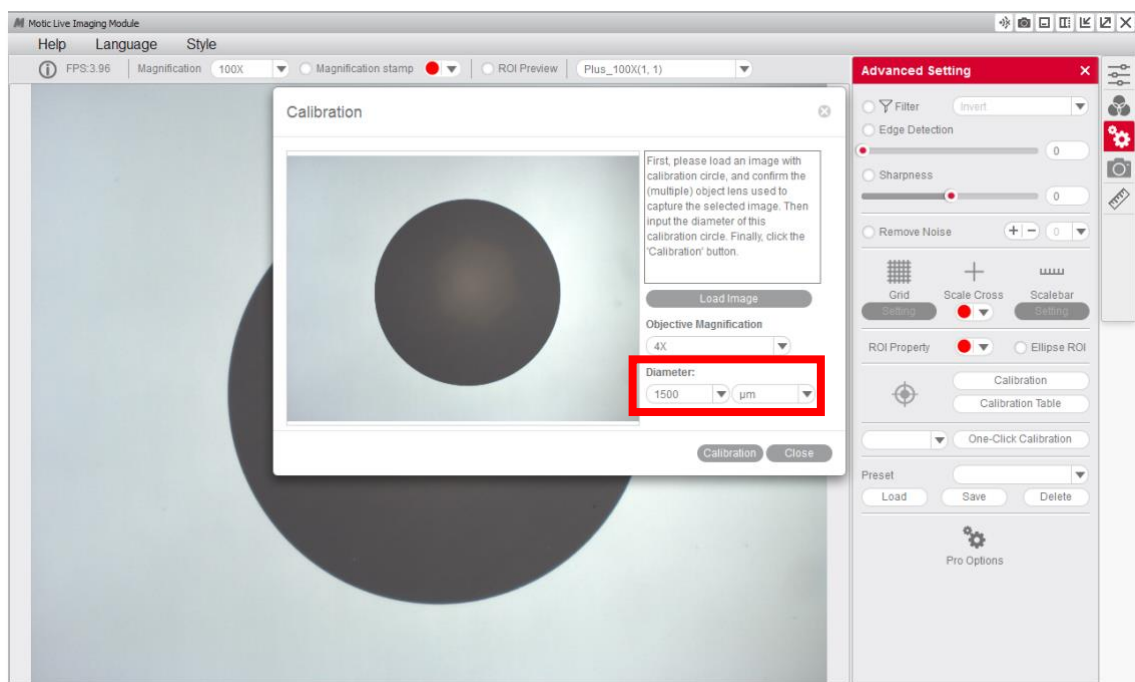 Motic Live Imaging Module
Help Language Style
FPS:3.96 Magnification 100X Magnification stamp ROI Preview Plus_100X(1, 1)
Calibration
First, please load an image with
calibration circle, and confirm the
(multiple) object lens used to
capture the selected image. Then
input the diameter of this
calibration circle. Finally, click the
'Calibration' button.
Load Image
Objective Magnification
4X
Diameter:
1500 µm
Calibration Close
Advanced Setting
Filter Invert
Edge Detection
0
Sharpness
0
Remove Noise + − 0
Grid Scale Cross Scalebar
Setting Setting
ROI Property Ellipse ROI
Calibration
Calibration Table
One-Click Calibration
Preset
Load Save Delete
Pro Options